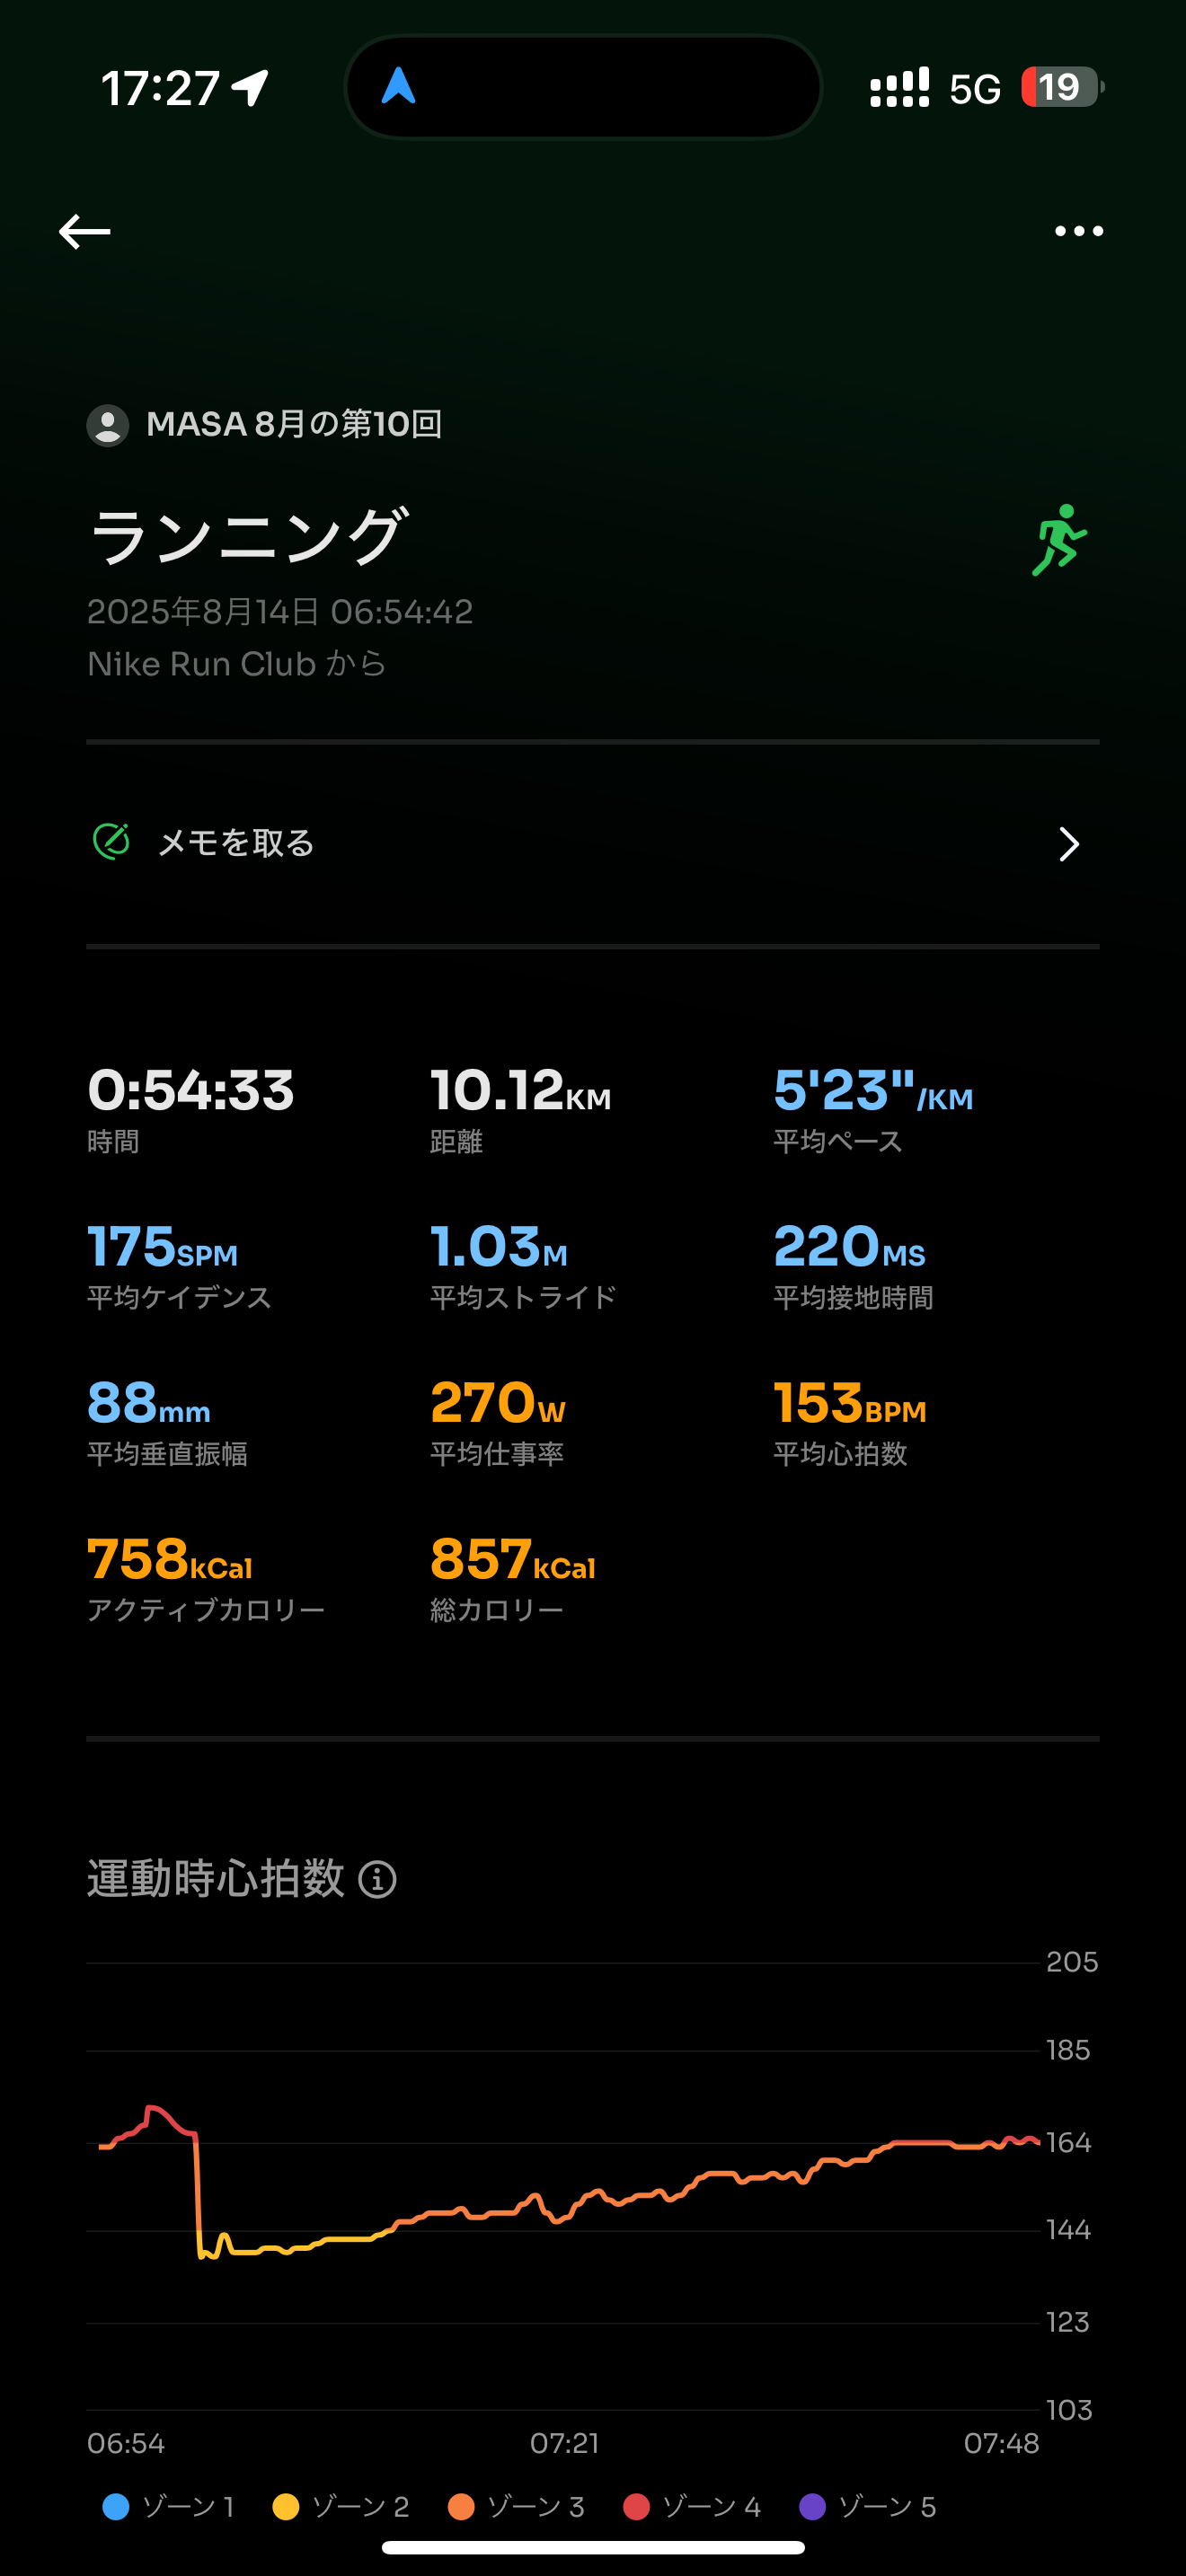 17:27 5G 19
MASA 8月の第10回
ランニング
2025年8月14日 06:54:42
Nike Run Club から
メモを取る
0:54:33 10.12KM 5'23"/KM
時間 距離 平均ペース
175SPM 1.03M 220MS
平均ケイデンス 平均ストライド 平均接地時間
88mm 270W 153BPM
平均垂直振幅 平均仕事率 平均心拍数
758kCal 857kCal
アクティブカロリー 総カロリー
運動時心拍数
205
185
164
144
123
103
06:54 07:21 07:48
ゾーン 1 ゾーン 2 ゾーン 3 ゾーン 4 ゾーン 5